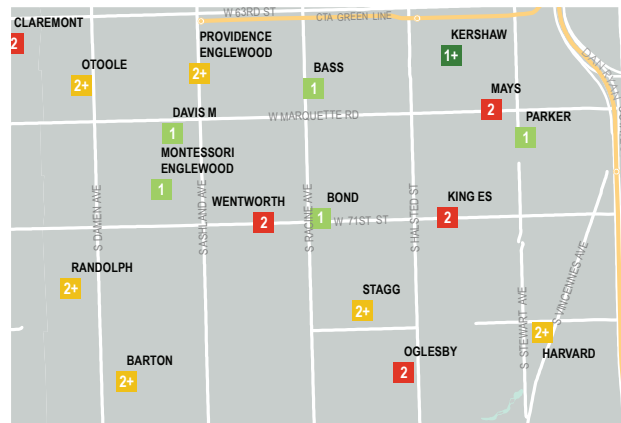 W 63RD ST
CTA GREEN LINE
CLAREMONT
2
PROVIDENCE
ENGLEWOOD
2+
KERSHAW
1+
OTOOLE
2+
BASS
1
MAYS
2
DAVIS M
1
W MARQUETTE RD
PARKER
1
MONTESSORI
ENGLEWOOD
1
WENTWORTH
2
BOND
1
W 71ST ST
KING ES
2
S DAMEN AVE
S ASHLAND AVE
S RACINE AVE
S HALSTED ST
RANDOLPH
2+
STAGG
2+
S STEWART AVE
S VINCENNES AVE
2+
HARVARD
BARTON
2+
OGLESBY
2